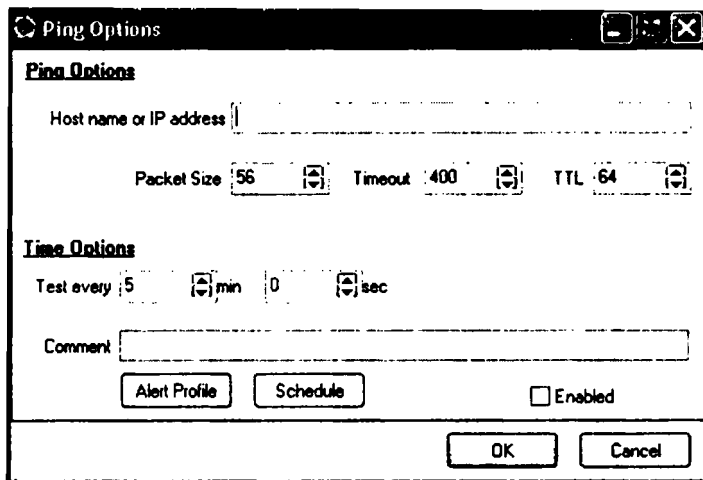 Ping Options
Ping Options
Host name or IP address
Packet Size 56 Timeout 400 TTL 64
Time Options
Test every 5 min 0 sec
Comment
Alert Profile Schedule Enabled
OK Cancel